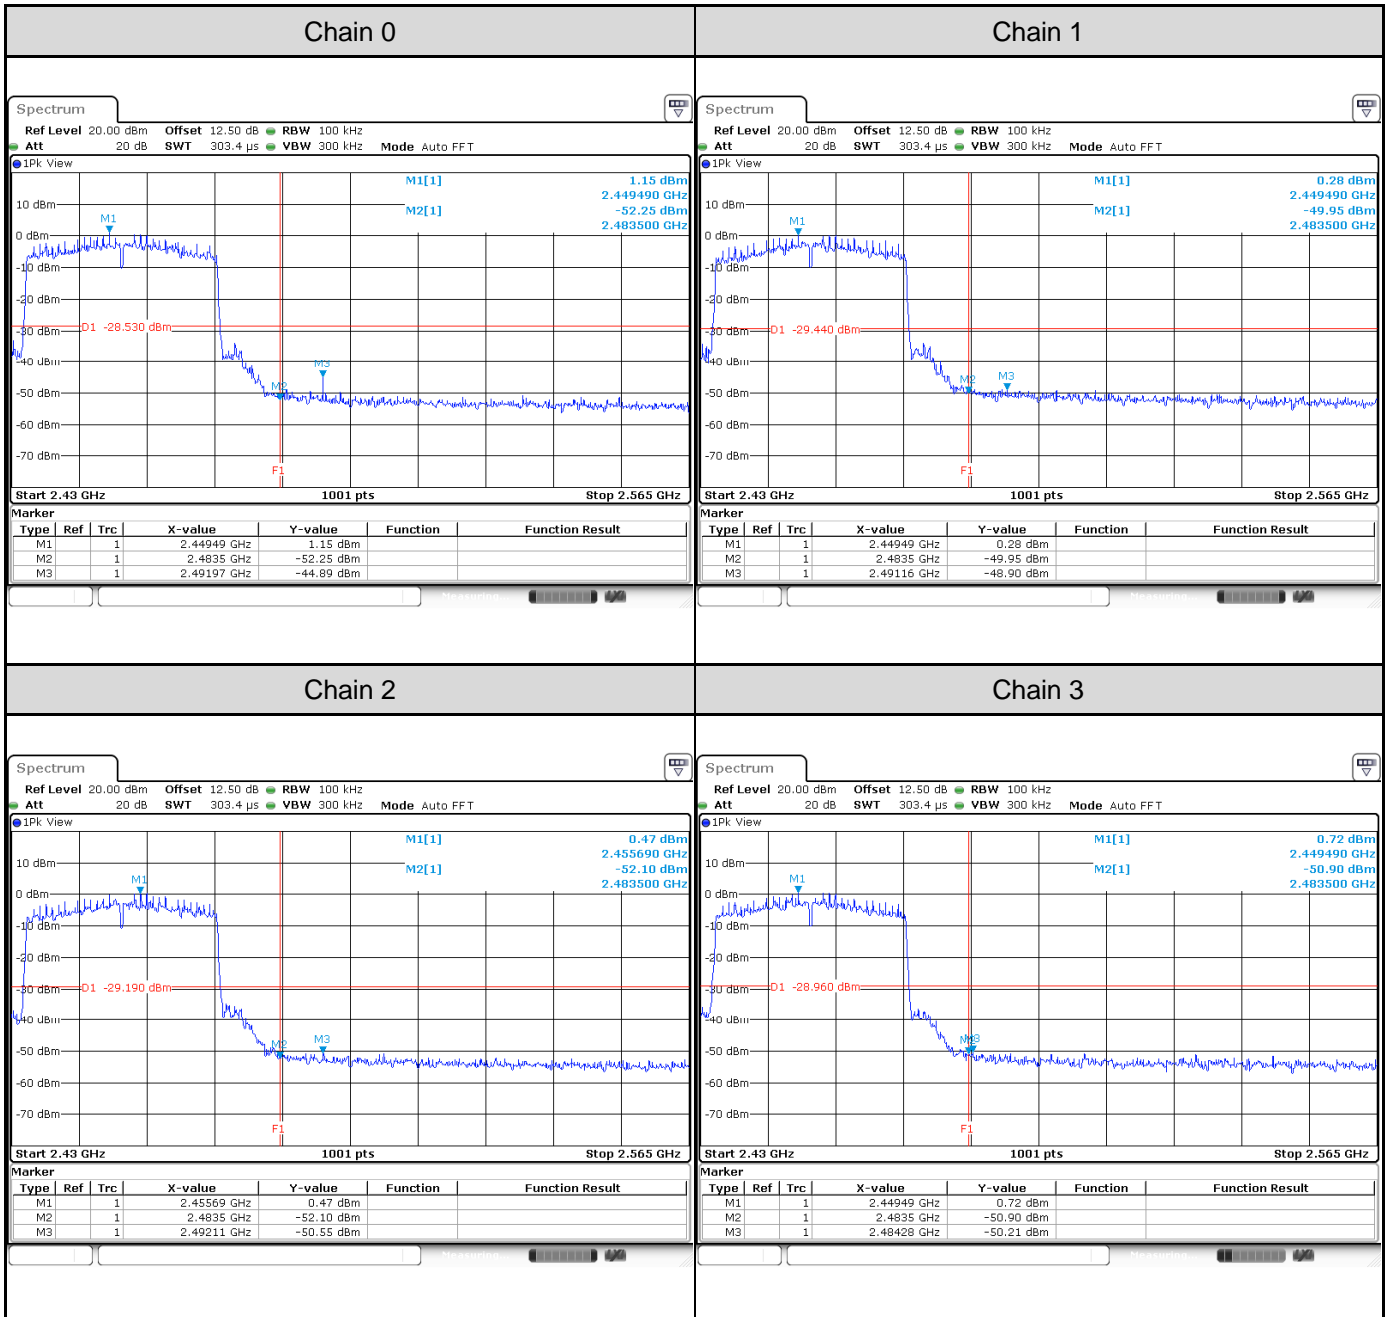 Chain 0
Spectrum
Ref Level 20.00 dBm Offset 12.50 dB RBW 100 kHz
Att 20 dB SWT 303.4 µs VBW 300 kHz Mode Auto FFT
1Pk View
M1[1] 1.15 dBm
2.449490 GHz
M2[1] -52.25 dBm
2.483500 GHz
10 dBm
M1
0 dBm
-10 dBm
-20 dBm
D1 -28.530 dBm
-30 dBm
-40 dBm
M3
M2
-50 dBm
-60 dBm
-70 dBm
F1
Start 2.43 GHz 1001 pts Stop 2.565 GHz
Marker
Type Ref Trc X-value Y-value Function Function Result
M1 1 2.44949 GHz 1.15 dBm
M2 1 2.4835 GHz -52.25 dBm
M3 1 2.49197 GHz -44.89 dBm
Chain 1
Spectrum
Ref Level 20.00 dBm Offset 12.50 dB RBW 100 kHz
Att 20 dB SWT 303.4 µs VBW 300 kHz Mode Auto FFT
1Pk View
M1[1] 0.28 dBm
2.449490 GHz
M2[1] -49.95 dBm
2.483500 GHz
10 dBm
M1
0 dBm
-10 dBm
-20 dBm
D1 -29.440 dBm
-30 dBm
-40 dBm
M2 M3
-50 dBm
-60 dBm
-70 dBm
F1
Start 2.43 GHz 1001 pts Stop 2.565 GHz
Marker
Type Ref Trc X-value Y-value Function Function Result
M1 1 2.44949 GHz 0.28 dBm
M2 1 2.4835 GHz -49.95 dBm
M3 1 2.49116 GHz -48.90 dBm
Measuring...
Chain 2
Spectrum
Ref Level 20.00 dBm Offset 12.50 dB RBW 100 kHz
Att 20 dB SWT 303.4 µs VBW 300 kHz Mode Auto FFT
1Pk View
M1[1] 0.47 dBm
2.455690 GHz
M2[1] -52.10 dBm
2.483500 GHz
10 dBm
M1
0 dBm
-10 dBm
-20 dBm
D1 -29.190 dBm
-30 dBm
-40 dBm
M2 M3
-50 dBm
-60 dBm
-70 dBm
F1
Start 2.43 GHz 1001 pts Stop 2.565 GHz
Marker
Type Ref Trc X-value Y-value Function Function Result
M1 1 2.45569 GHz 0.47 dBm
M2 1 2.4835 GHz -52.10 dBm
M3 1 2.49211 GHz -50.55 dBm
Chain 3
Spectrum
Ref Level 20.00 dBm Offset 12.50 dB RBW 100 kHz
Att 20 dB SWT 303.4 µs VBW 300 kHz Mode Auto FFT
1Pk View
M1[1] 0.72 dBm
2.449490 GHz
M2[1] -50.90 dBm
2.483500 GHz
10 dBm
M1
0 dBm
-10 dBm
-20 dBm
D1 -28.960 dBm
-30 dBm
-40 dBm
-50 dBm
-60 dBm
-70 dBm
F1
Start 2.43 GHz 1001 pts Stop 2.565 GHz
Marker
Type Ref Trc X-value Y-value Function Function Result
M1 1 2.44949 GHz 0.72 dBm
M2 1 2.4835 GHz -50.90 dBm
M3 1 2.48428 GHz -50.21 dBm